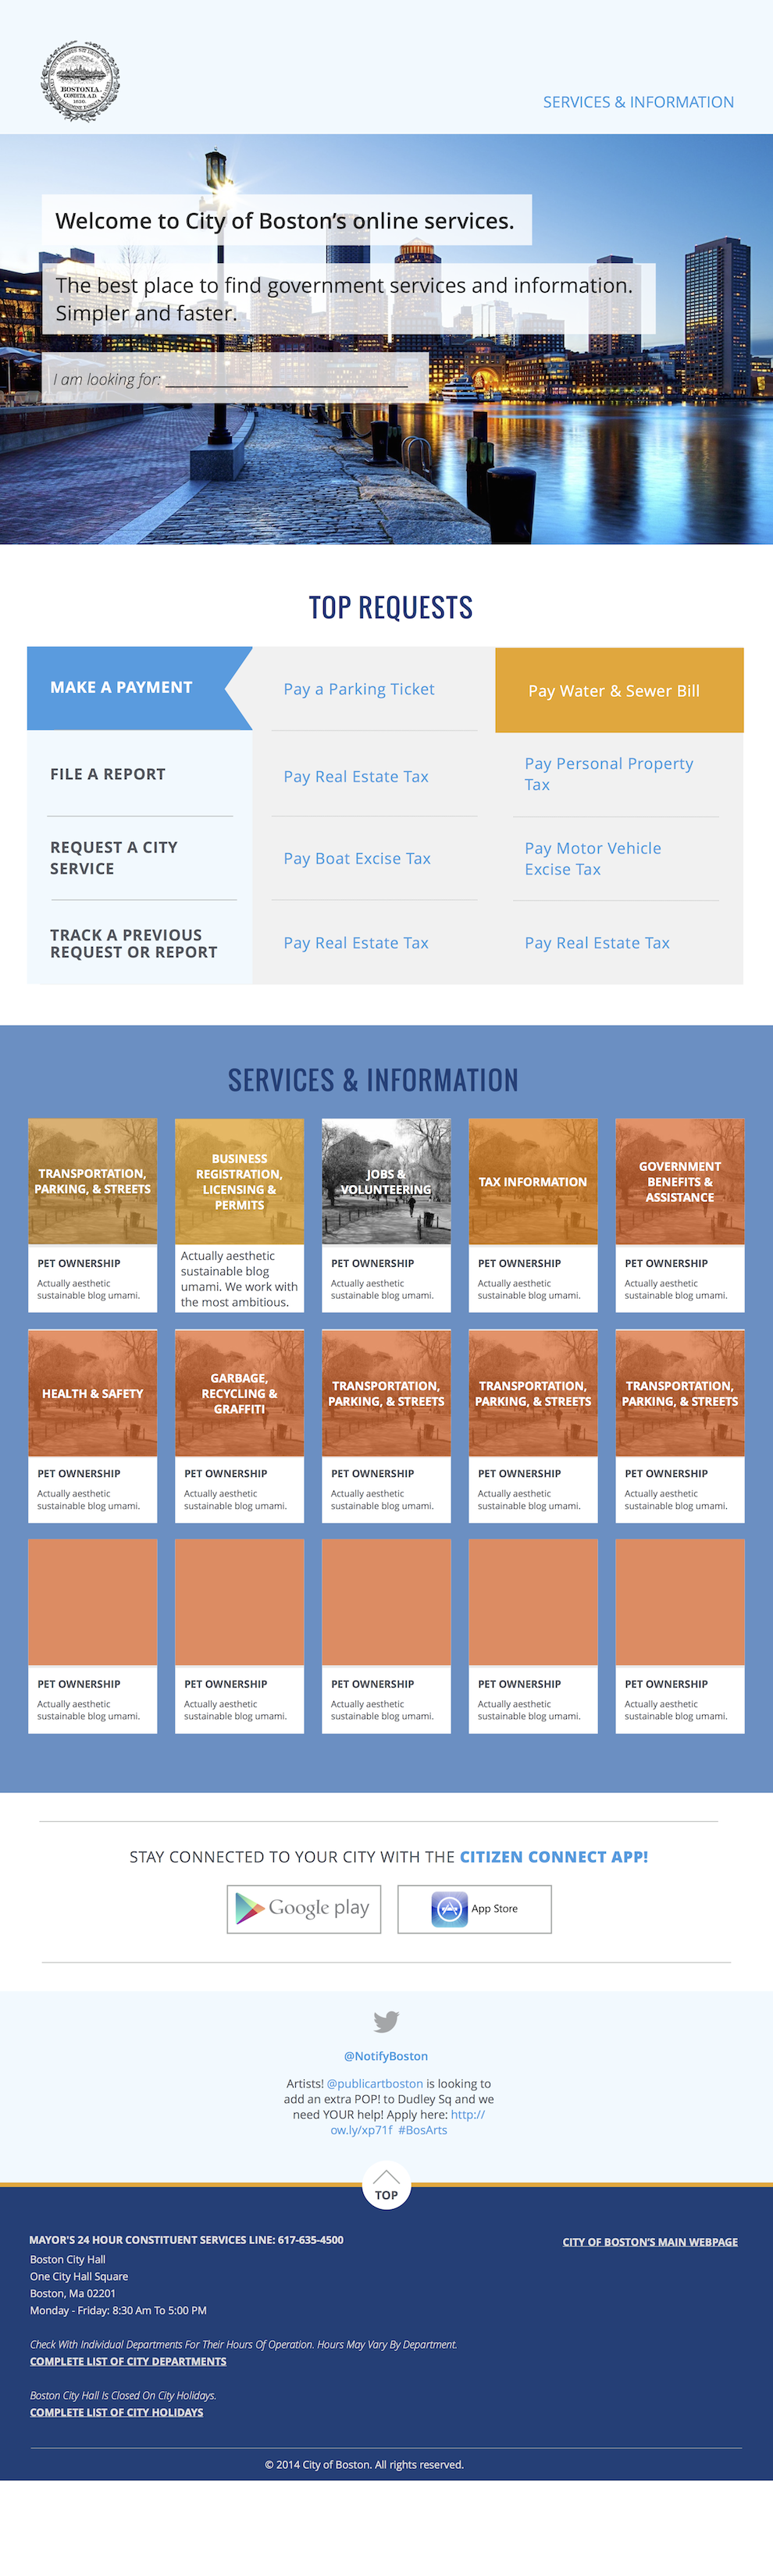 BOSTONIA.
CONDITA A.D.
1630.
SERVICES & INFORMATION
Welcome to City of Boston's online services.
The best place to find government services and information.
Simpler and faster.
I am looking for:
TOP REQUESTS
MAKE A PAYMENT
Pay a Parking Ticket
Pay Water & Sewer Bill
FILE A REPORT
Pay Real Estate Tax
Pay Personal Property
Tax
REQUEST A CITY
SERVICE
Pay Boat Excise Tax
Pay Motor Vehicle
Excise Tax
TRACK A PREVIOUS
REQUEST OR REPORT
Pay Real Estate Tax
Pay Real Estate Tax
SERVICES & INFORMATION
TRANSPORTATION,
PARKING, & STREETS
PET OWNERSHIP
Actually aesthetic
sustainable blog umami.
BUSINESS
REGISTRATION,
LICENSING &
PERMITS
Actually aesthetic
sustainable blog
umami. We work with
the most ambitious.
JOBS &
VOLUNTEERING
PET OWNERSHIP
Actually aesthetic
sustainable blog umami.
TAX INFORMATION
PET OWNERSHIP
Actually aesthetic
sustainable blog umami.
GOVERNMENT
BENEFITS &
ASSISTANCE
PET OWNERSHIP
Actually aesthetic
sustainable blog umami.
HEALTH & SAFETY
PET OWNERSHIP
Actually aesthetic
sustainable blog umami.
GARBAGE,
RECYCLING &
GRAFFITI
PET OWNERSHIP
Actually aesthetic
sustainable blog umami.
TRANSPORTATION,
PARKING, & STREETS
PET OWNERSHIP
Actually aesthetic
sustainable blog umami.
TRANSPORTATION,
PARKING, & STREETS
PET OWNERSHIP
Actually aesthetic
sustainable blog umami.
TRANSPORTATION,
PARKING, & STREETS
PET OWNERSHIP
Actually aesthetic
sustainable blog umami.
PET OWNERSHIP
Actually aesthetic
sustainable blog umami.
PET OWNERSHIP
Actually aesthetic
sustainable blog umami.
PET OWNERSHIP
Actually aesthetic
sustainable blog umami.
PET OWNERSHIP
Actually aesthetic
sustainable blog umami.
PET OWNERSHIP
Actually aesthetic
sustainable blog umami.
STAY CONNECTED TO YOUR CITY WITH THE CITIZEN CONNECT APP!
Google play
App Store
@NotifyBoston
Artists! @publicartboston is looking to
add an extra POP! to Dudley Sq and we
need YOUR help! Apply here: http://
ow.ly/xp71f #BosArts
TOP
MAYOR'S 24 HOUR CONSTITUENT SERVICES LINE: 617-635-4500
CITY OF BOSTON'S MAIN WEBPAGE
Boston City Hall
One City Hall Square
Boston, Ma 02201
Monday - Friday: 8:30 Am To 5:00 PM
Check With Individual Departments For Their Hours Of Operation. Hours May Vary By Department.
COMPLETE LIST OF CITY DEPARTMENTS
Boston City Hall Is Closed On City Holidays.
COMPLETE LIST OF CITY HOLIDAYS
© 2014 City of Boston. All rights reserved.